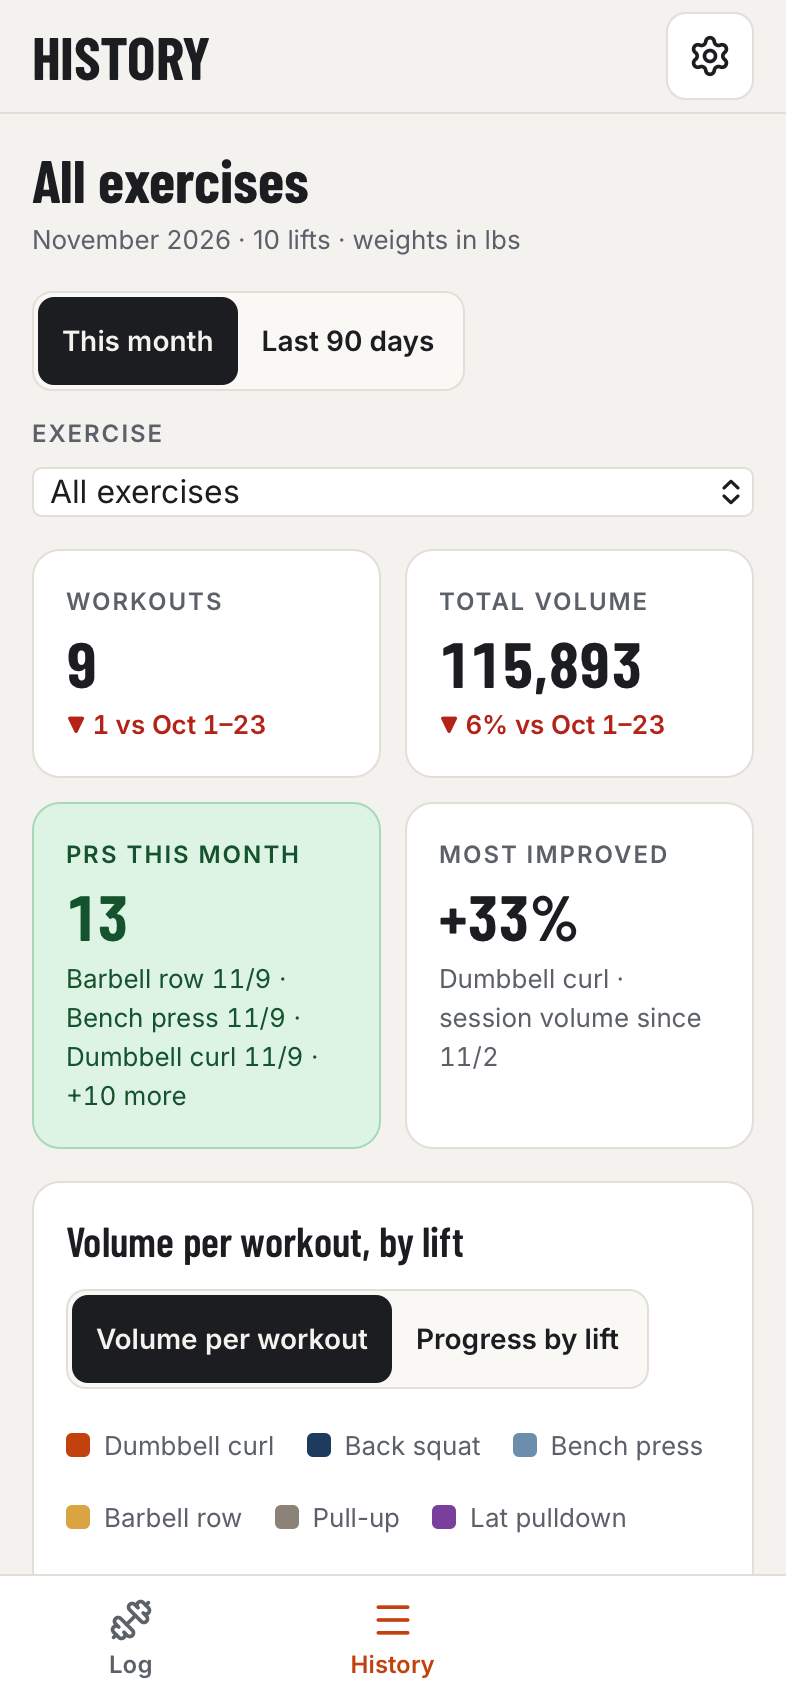 HISTORY
All exercises
November 2026 · 10 lifts · weights in lbs
This month
Last 90 days
EXERCISE
All exercises
WORKOUTS
9
▼ 1 vs Oct 1–23
TOTAL VOLUME
115,893
▼ 6% vs Oct 1–23
PRS THIS MONTH
13
Barbell row 11/9 ·
Bench press 11/9 ·
Dumbbell curl 11/9 ·
+10 more
MOST IMPROVED
+33%
Dumbbell curl ·
session volume since
11/2
Volume per workout, by lift
Volume per workout
Progress by lift
Dumbbell curl
Back squat
Bench press
Barbell row
Pull-up
Lat pulldown
Log
History